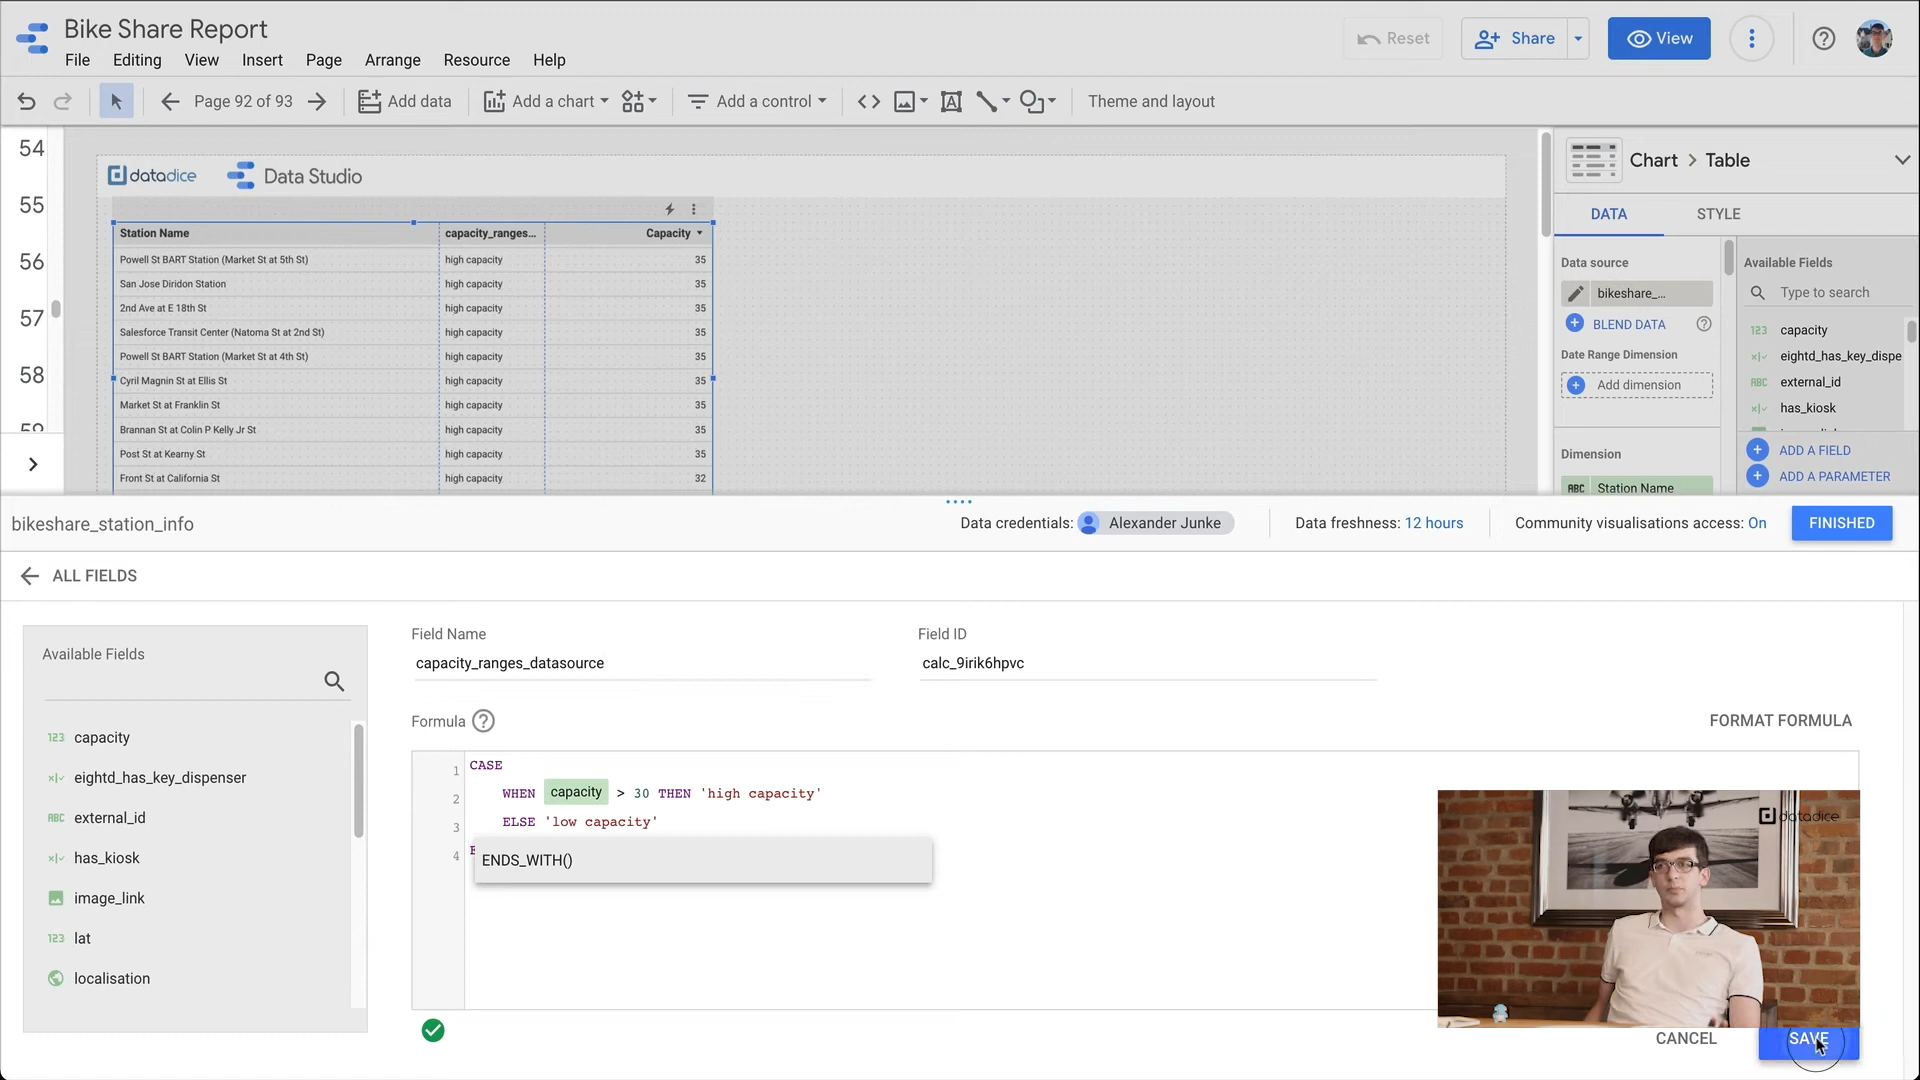 Bike Share Report
File Editing View Insert Page Arrange Resource Help
Reset Share View
Page 92 of 93 Add data Add a chart Add a control Theme and layout
54
55
56
57
58
59
datadice Data Studio
Station Name capacity_ranges... Capacity
Powell St BART Station (Market St at 5th St) high capacity 35
San Jose Diridon Station high capacity 35
2nd Ave at E 18th St high capacity 35
Salesforce Transit Center (Natoma St at 2nd St) high capacity 35
Powell St BART Station (Market St at 4th St) high capacity 35
Cyril Magnin St at Ellis St high capacity 35
Market St at Franklin St high capacity 35
Brannan St at Colin P Kelly Jr St high capacity 35
Post St at Kearny St high capacity 35
Front St at California St high capacity 32
Chart > Table
DATA STYLE
Data source
bikeshare_...
BLEND DATA
Date Range Dimension
Add dimension
Dimension
ABC Station Name
Available Fields
Type to search
123 capacity
eightd_has_key_dispe
ABC external_id
has_kiosk
ADD A FIELD
ADD A PARAMETER
bikeshare_station_info Data credentials: Alexander Junke Data freshness: 12 hours Community visualisations access: On FINISHED
ALL FIELDS
Available Fields
123 capacity
eightd_has_key_dispenser
ABC external_id
has_kiosk
image_link
123 lat
localisation
Field Name Field ID
capacity_ranges_datasource calc_9irik6hpvc
Formula FORMAT FORMULA
1 CASE
2 WHEN capacity > 30 THEN 'high capacity'
3 ELSE 'low capacity'
4 E
ENDS_WITH()
datadice
CANCEL SAVE